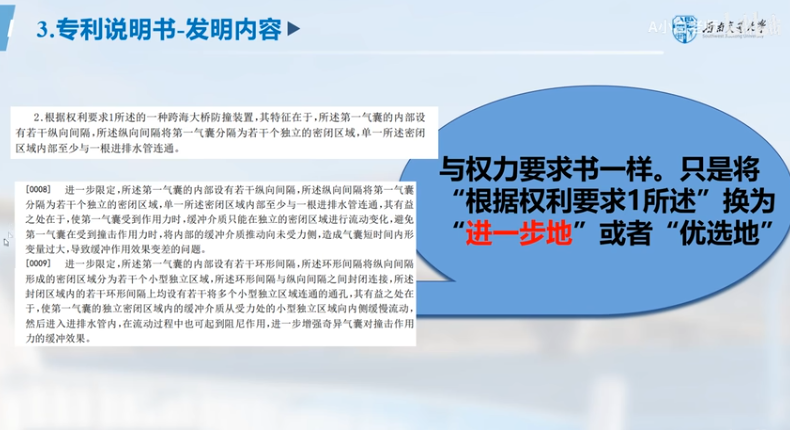 3.专利说明书-发明内容
2.根据权利要求1所述的一种跨海大桥防撞装置,其特征在于,所述第一气囊的内部设
有若干纵向间隔,所述纵向间隔将第一气囊分隔为若干个独立的密闭区域,单一所述密闭
区域内部至少与一根进排水管连通。
[0008] 进一步限定,所述第一气囊的内部设有若干纵向间隔,所述纵向间隔将第一气囊
分隔为若干个独立的密闭区域,单一所述密闭区域内部至少与一根进排水管连通,其有益
之处在于,使第一气囊受到作用力时,缓冲介质只能在独立的密闭区域进行流动变化,避免
第一气囊在受到撞击作用力时,将内部的缓冲介质推动向未受力侧,造成气囊短时间内形
变量过大,导致缓冲作用效果变差的问题。
[0009] 进一步限定,所述第一气囊的内部设有若干环形间隔,所述环形间隔将纵向间隔
形成的密闭区域分为若干个小型独立区域,所述环形间隔与纵向间隔之间封闭连接,所述
封闭区域内的若干环形间隔上均设有若干将多个小型独立区域连通的通孔,其有益之处在
于,使第一气囊的独立密闭区域内的缓冲介质从受力处的小型独立区域向内侧缓慢流动,
然后进入进排水管内,在流动过程中也可起到阻尼作用,进一步增强奇异气囊对撞击作用
力的缓冲效果。
与权力要求书一样。只是将
“根据权利要求1所述”换为
“进一步地”或者“优选地”